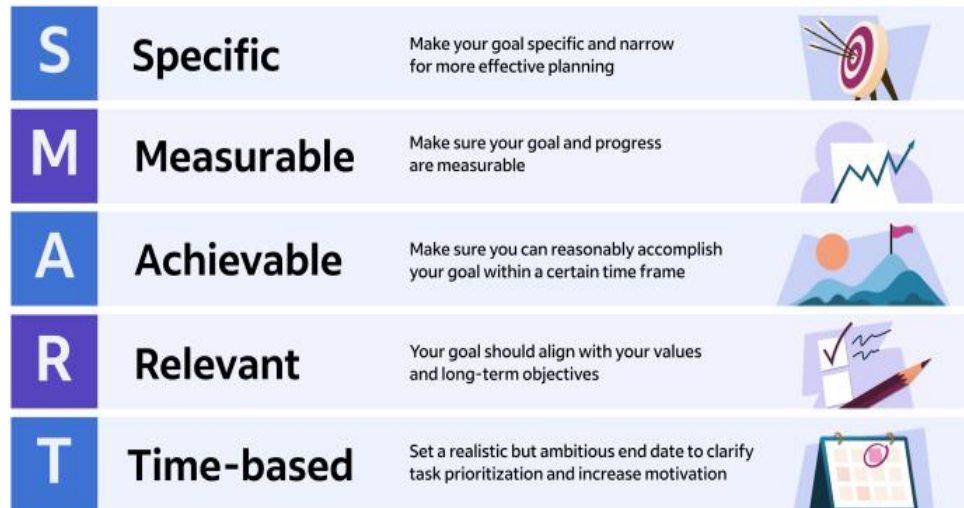 S
Specific
Make your goal specific and narrow
for more effective planning
M
Measurable
Make sure your goal and progress
are measurable
A
Achievable
Make sure you can reasonably accomplish
your goal within a certain time frame
R
Relevant
Your goal should align with your values
and long-term objectives
T
Time-based
Set a realistic but ambitious end date to clarify
task prioritization and increase motivation